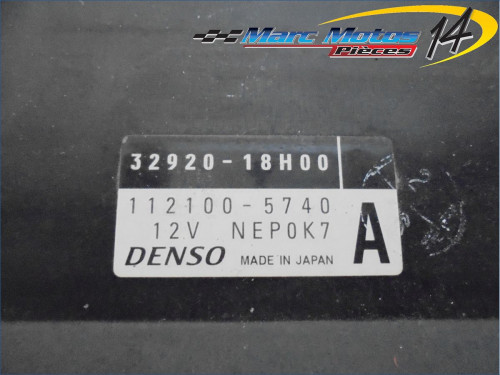 Marc Motos 14
Pièces
32920-18H00
112100-5740
12V NEP0K7
A
DENSO MADE IN JAPAN